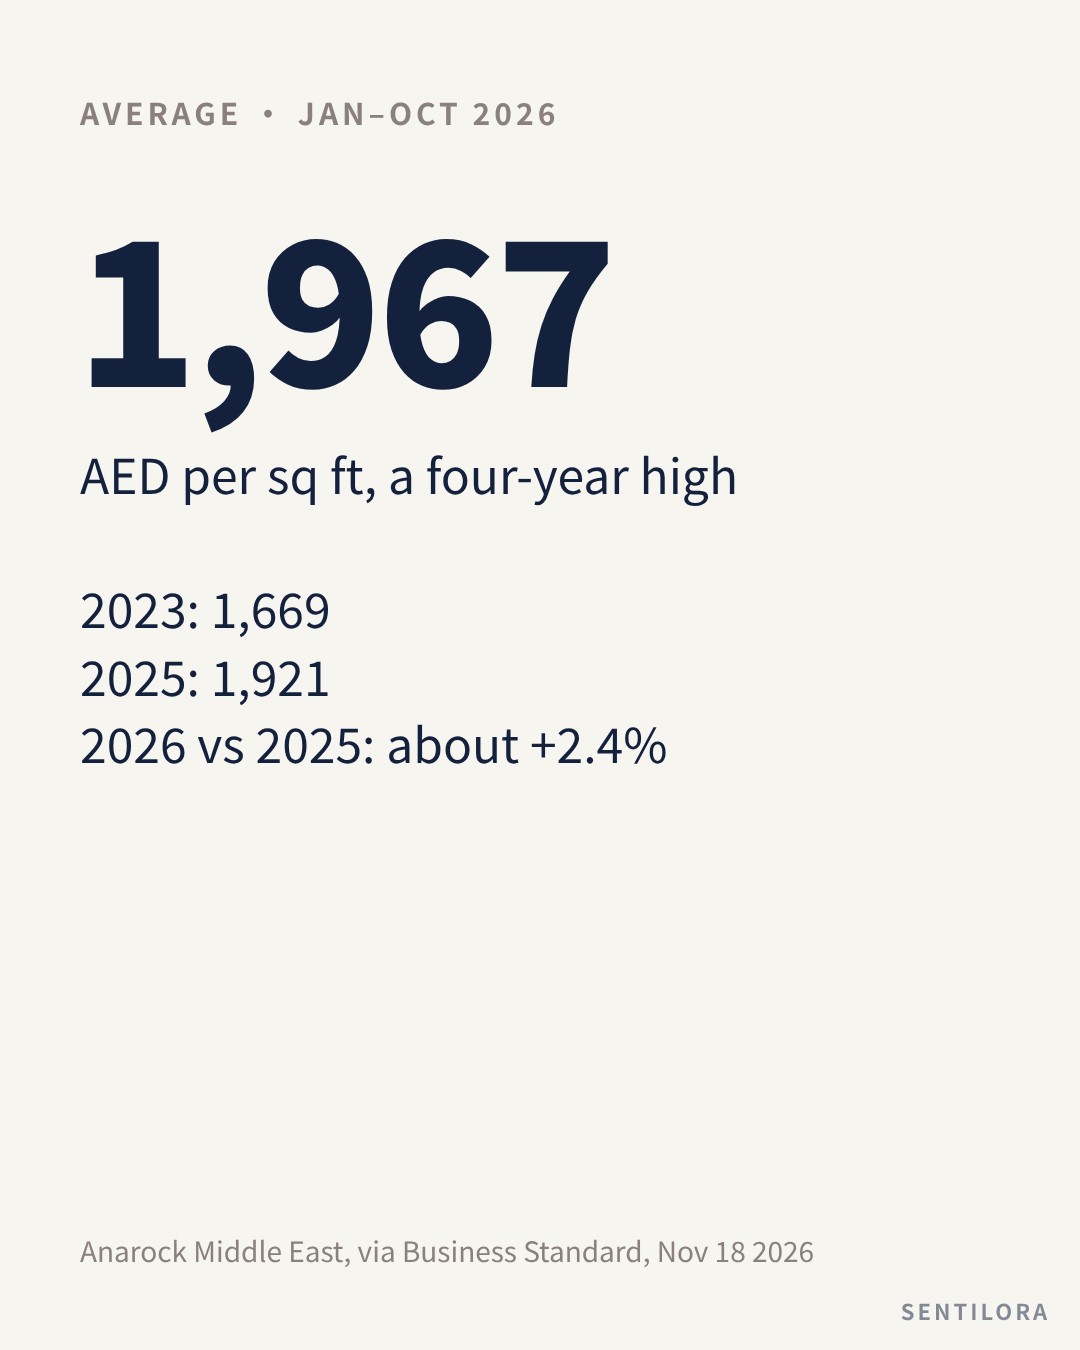 AVERAGE • JAN–OCT 2026
1,967
AED per sq ft, a four-year high
2023: 1,669
2025: 1,921
2026 vs 2025: about +2.4%
Anarock Middle East, via Business Standard, Nov 18 2026
SENTILORA